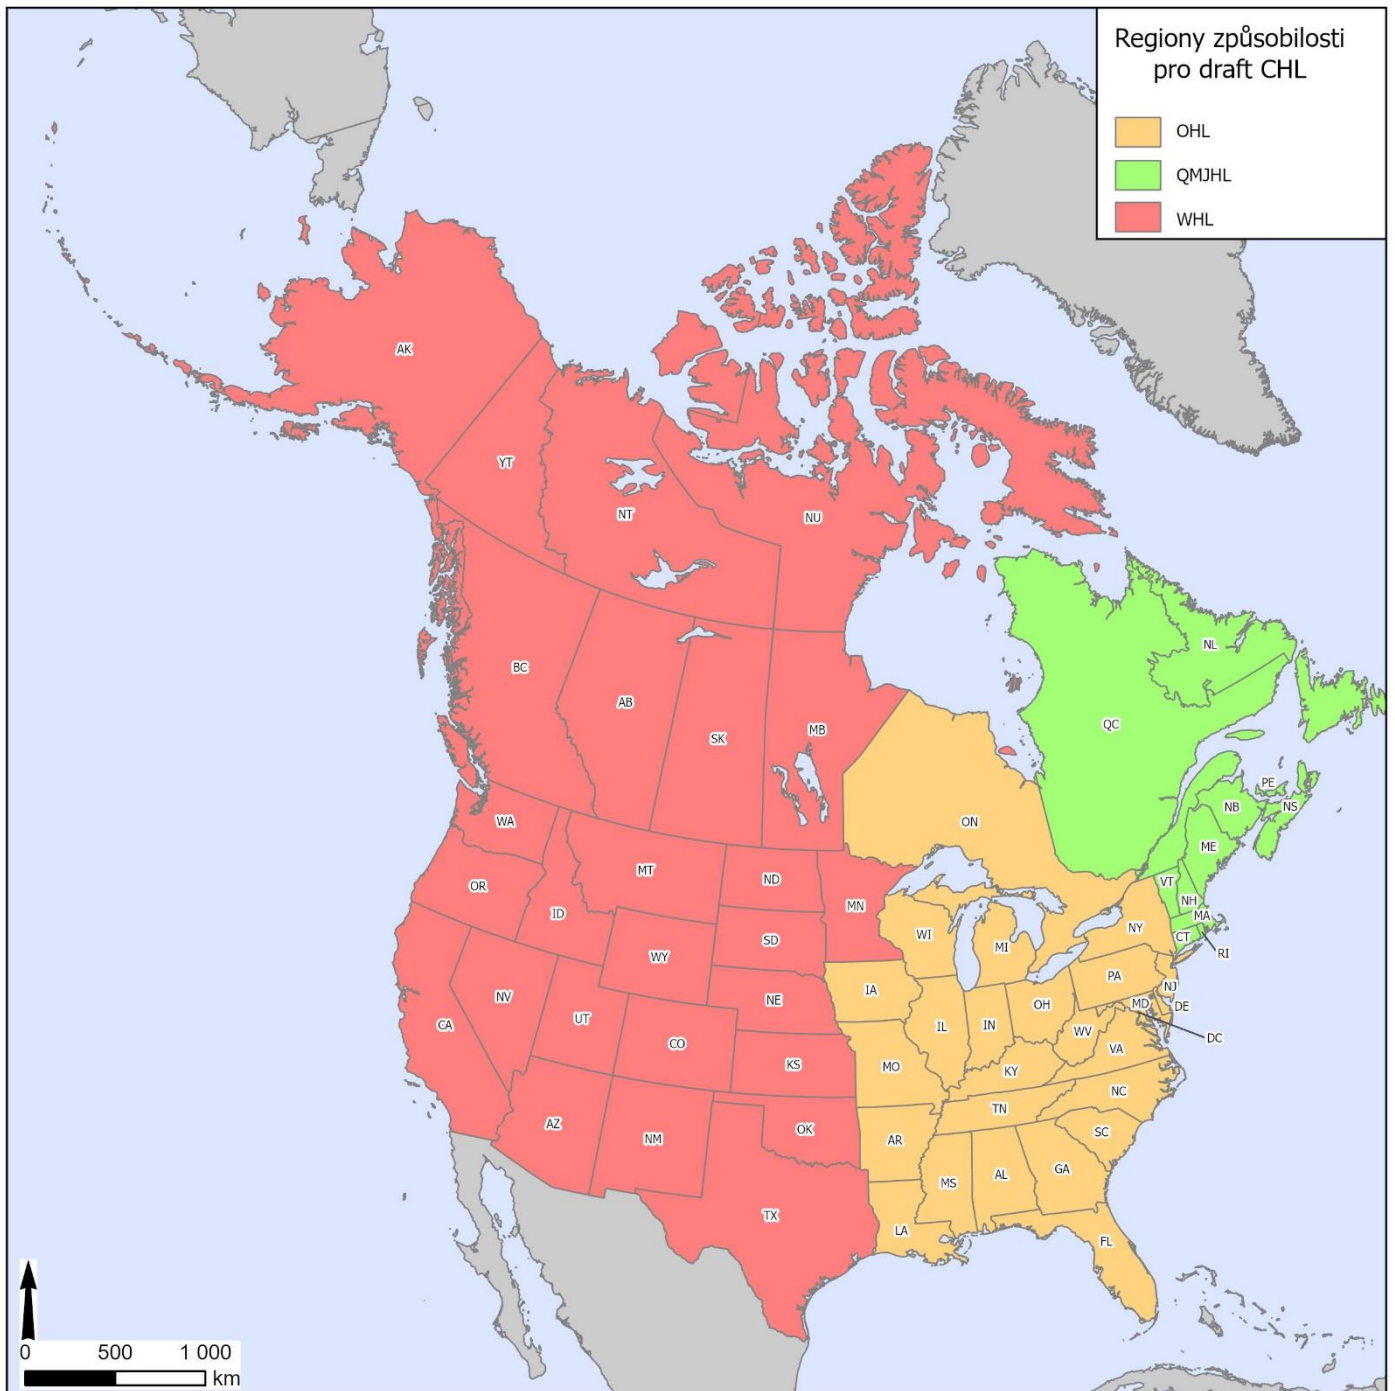 Regiony způsobilosti
pro draft CHL
OHL
QMJHL
WHL
AK
YT
NT
NU
BC
AB
SK
MB
ON
QC
NL
PE
NB
NS
ME
VT
NH
MA
CT
RI
WA
OR
ID
MT
ND
MN
SD
WY
NE
WI
MI
NY
CA
NV
UT
CO
KS
IA
IL
IN
OH
PA
NJ
MD
DE
DC
WV
VA
MO
KY
NC
TN
SC
AZ
NM
OK
AR
TX
LA
MS
AL
GA
FL
0 500 1 000
km